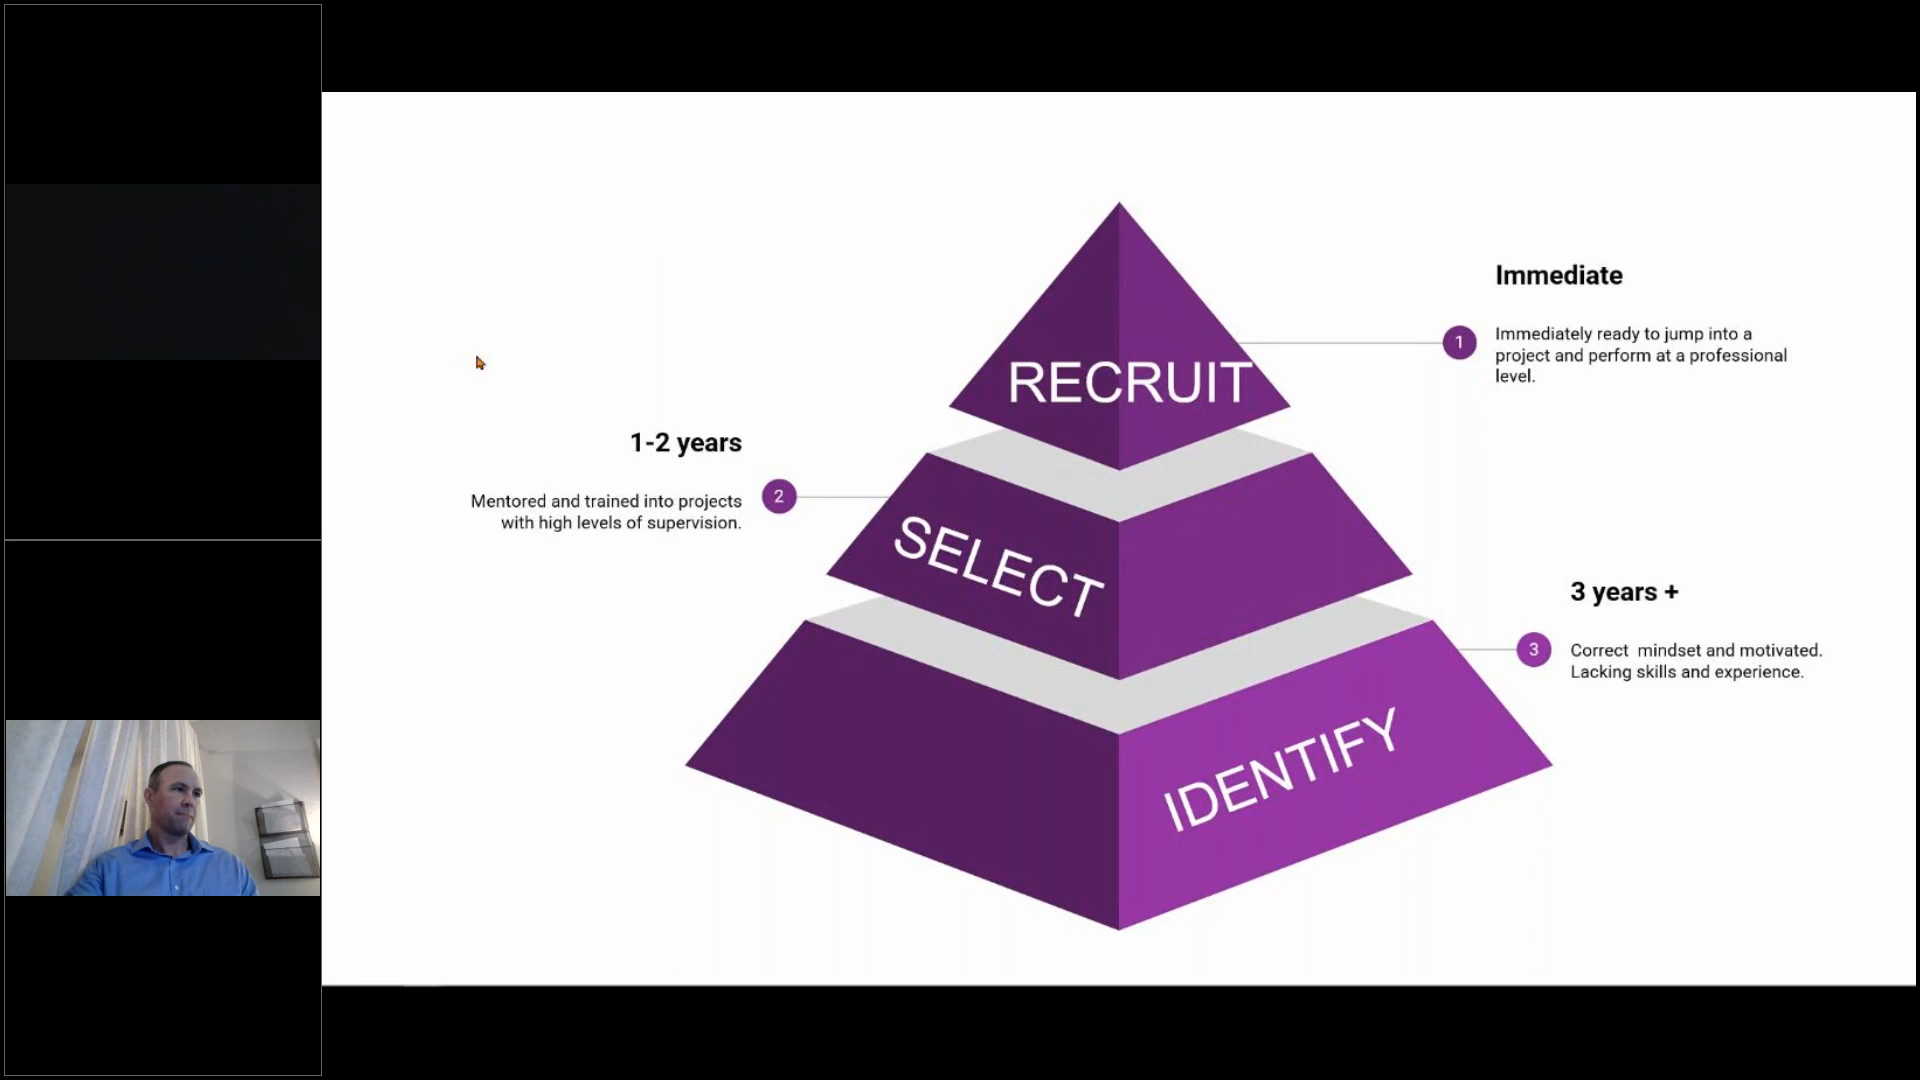 Immediate
1
Immediately ready to jump into a
project and perform at a professional
level.
RECRUIT
1-2 years
2
Mentored and trained into projects
with high levels of supervision.
SELECT
3 years +
3
Correct  mindset and motivated.
Lacking skills and experience.
IDENTIFY